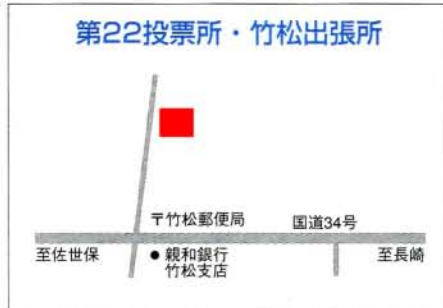 第22投票所・竹松出張所
〒竹松郵便局
国道34号
至佐世保
● 親和銀行
竹松支店
至長崎